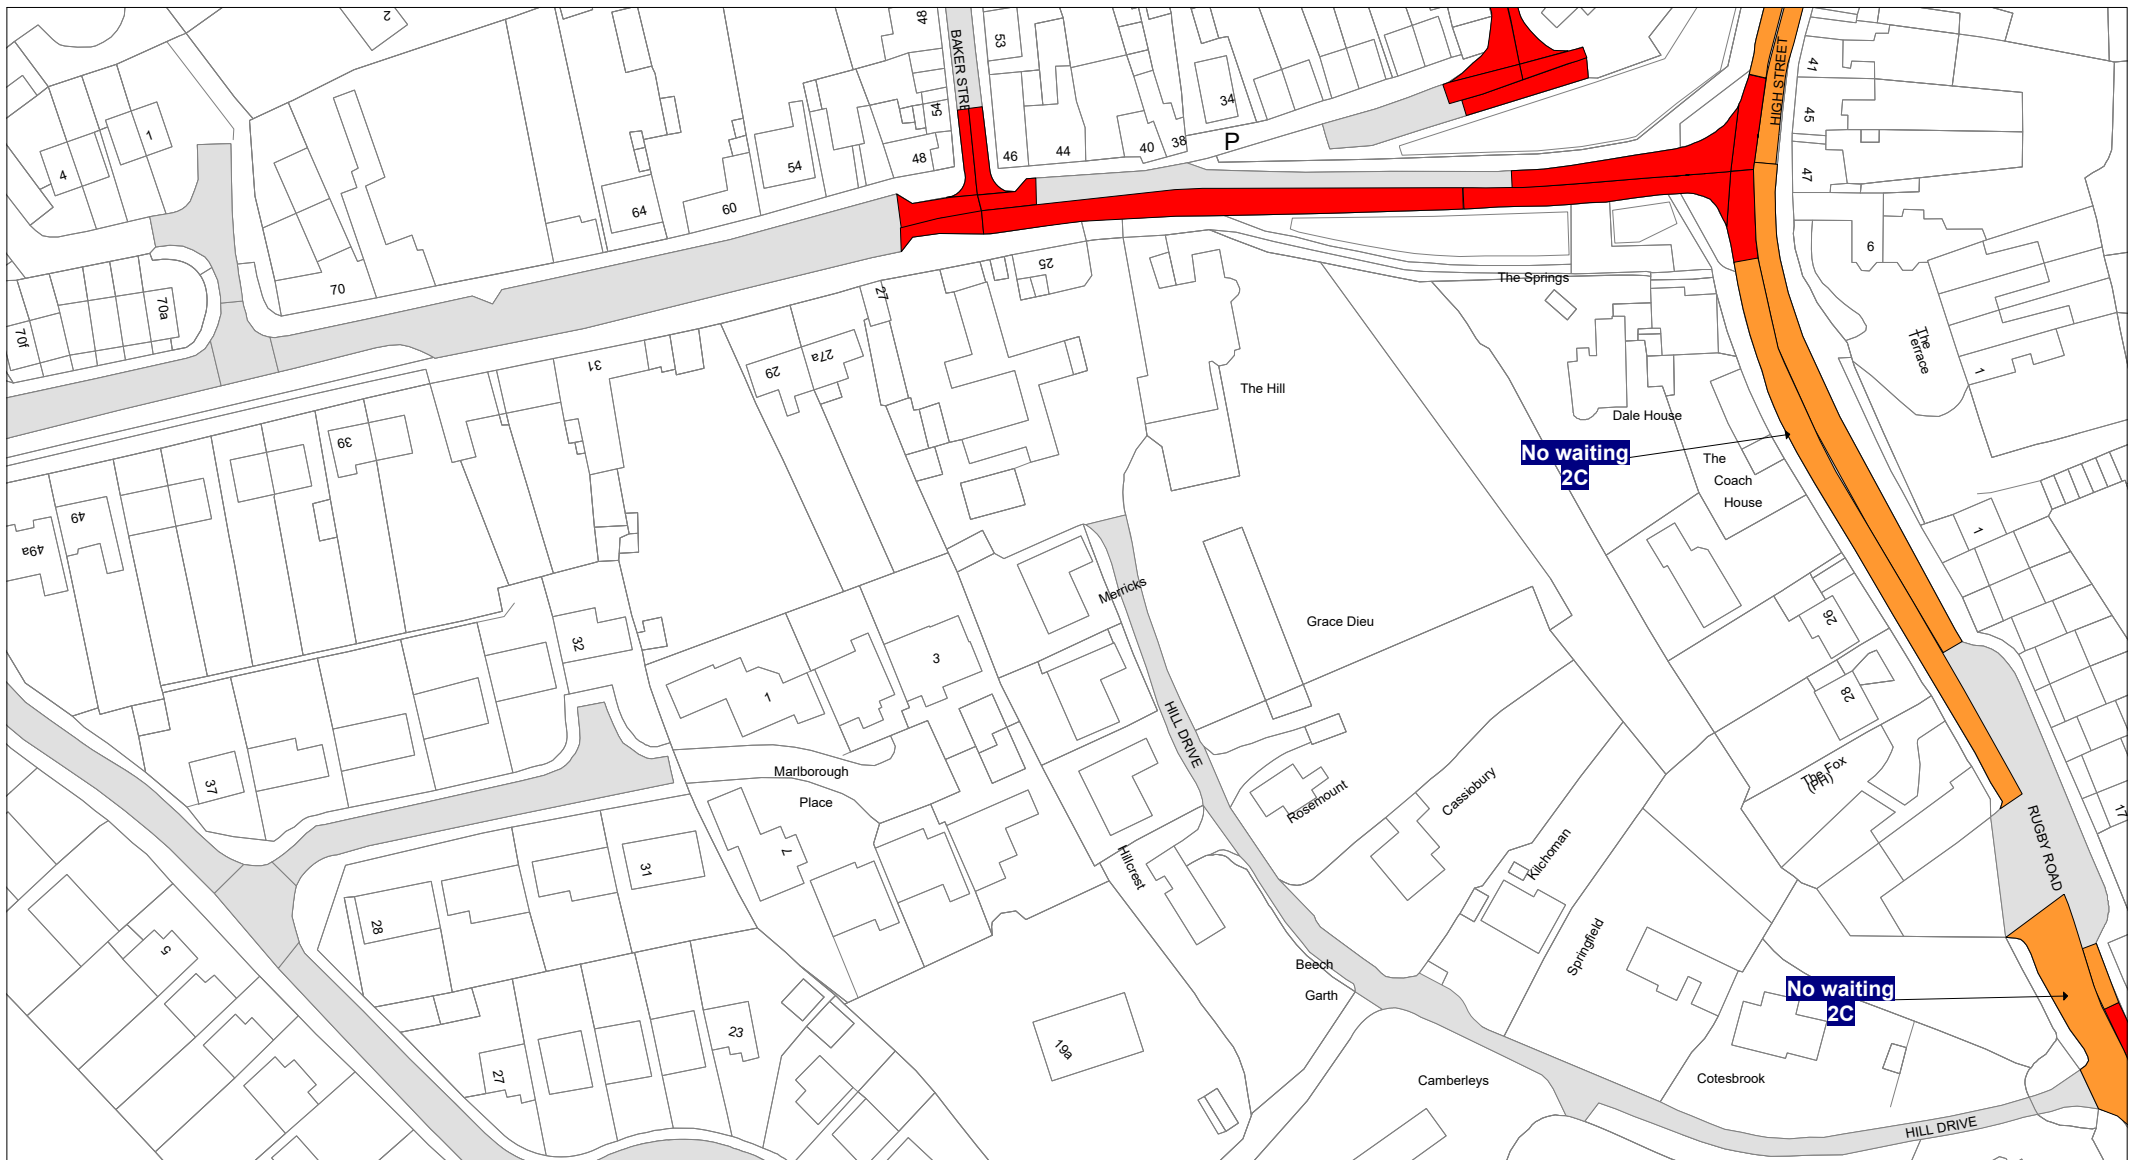 2
48
53
BAKER STRE
HIGH STREET
41
1
54
34
45
4
54
48
46
44
40
38
P
47
64
60
6
70
70a
70f
25
27
The Springs
The
Terrace
31
29
27a
1
The Hill
Dale House
39
No waiting
2C
The
Coach
House
49
49a
1
Merricks
Grace Dieu
26
32
3
1
28
HILL DRIVE
37
Marlborough
Place
Rosemount
Cassiobury
The Fox
(PH)
17
RUGBY ROAD
7
31
Hillcrest
Kilchoman
28
5
Springfield
Beech
Garth
No waiting
2C
23
19a
27
Camberleys
Cotesbrook
HILL DRIVE